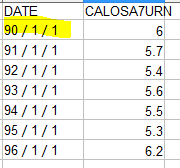 DATE CALOSA7URN
90 / 1 / 1 6
91 / 1 / 1 5.7
92 / 1 / 1 5.4
93 / 1 / 1 5.6
94 / 1 / 1 5.5
95 / 1 / 1 5.3
96 / 1 / 1 6.2